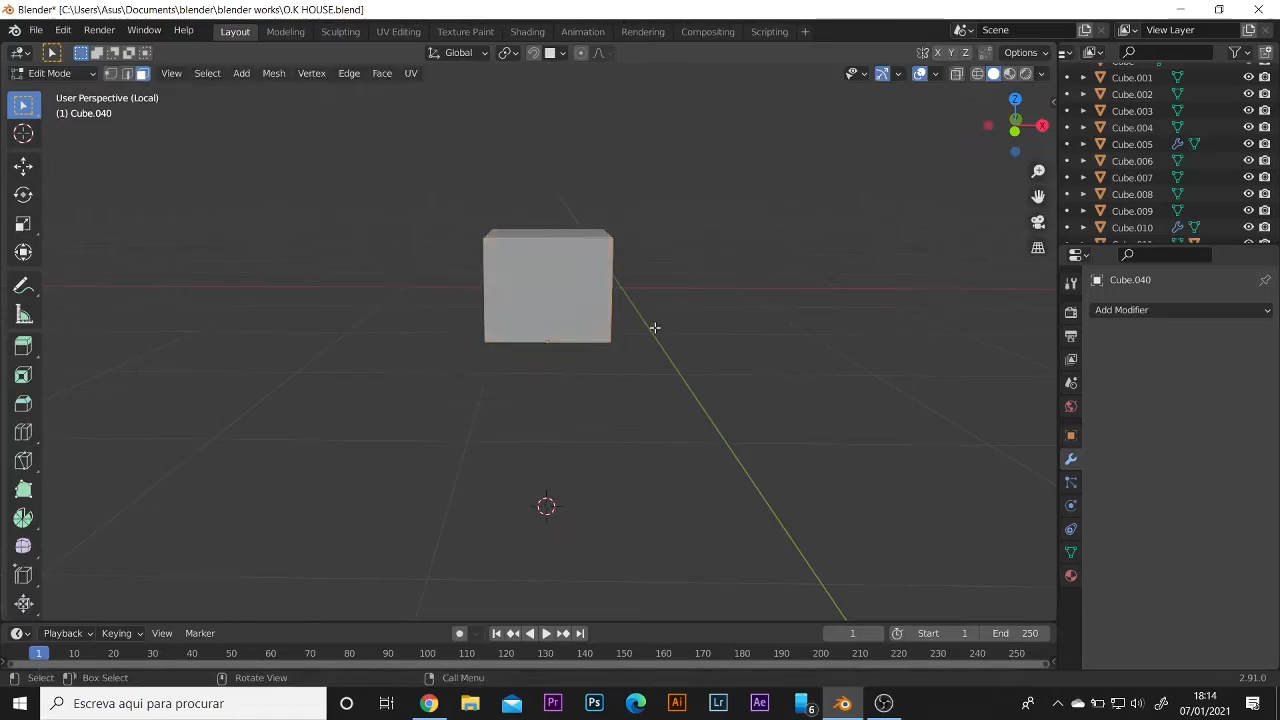 Blender* [C:\Users\Asus\Documents\blender\blender works\O.K HOUSE.blend]
File Edit Render Window Help Layout Modeling Sculpting UV Editing Texture Paint Shading Animation Rendering Compositing Scripting + Scene View Layer
Global X Y Z Options
Edit Mode View Select Add Mesh Vertex Edge Face UV
User Perspective (Local)
(1) Cube.040
Z
X
Cube.001
Cube.002
Cube.003
Cube.004
Cube.005
Cube.006
Cube.007
Cube.008
Cube.009
Cube.010
Cube.040
Add Modifier
Playback Keying View Marker 1 Start 1 End 250
1 10 20 30 40 50 60 70 80 90 100 110 120 130 140 150 160 170 180 190 200 210 220 230 240 250
Select Box Select Rotate View Call Menu 2.91.0
Escreva aqui para procurar Pr Ps Ai Lr Ae 6 18:14
07/01/2021